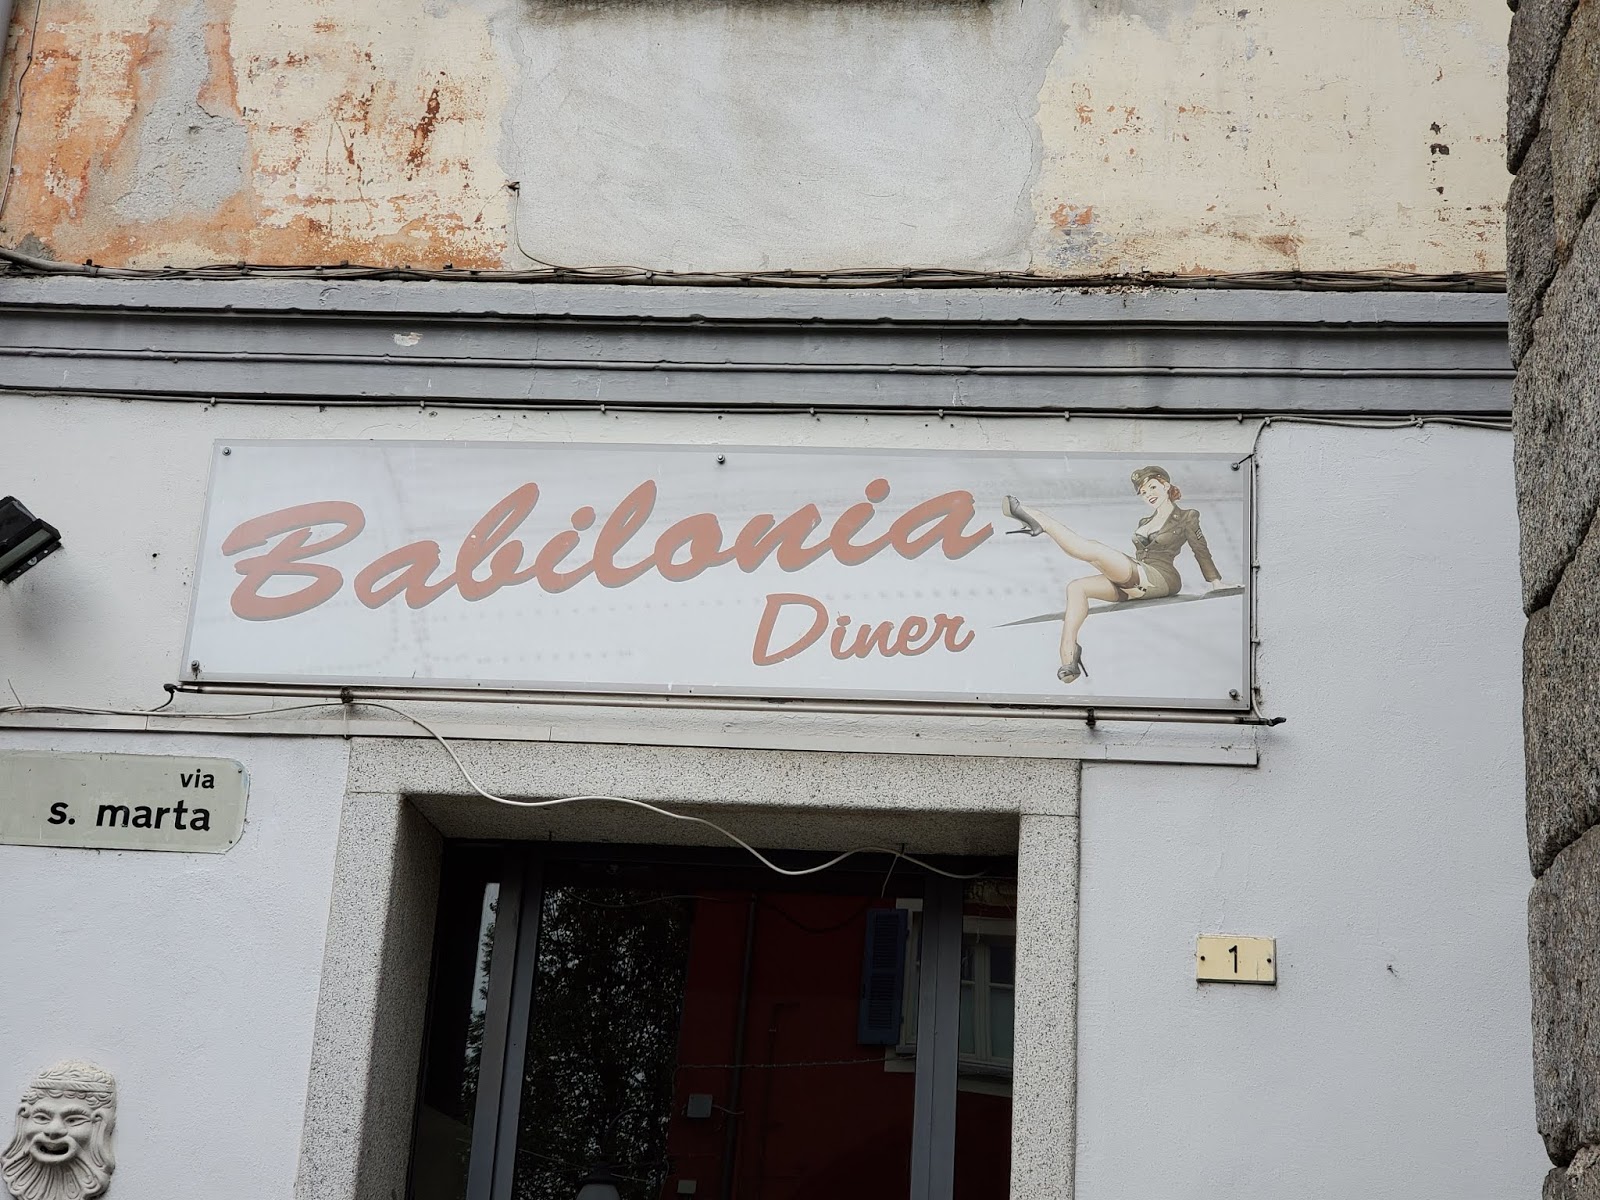 Babilonia
Diner
via
s. marta
1